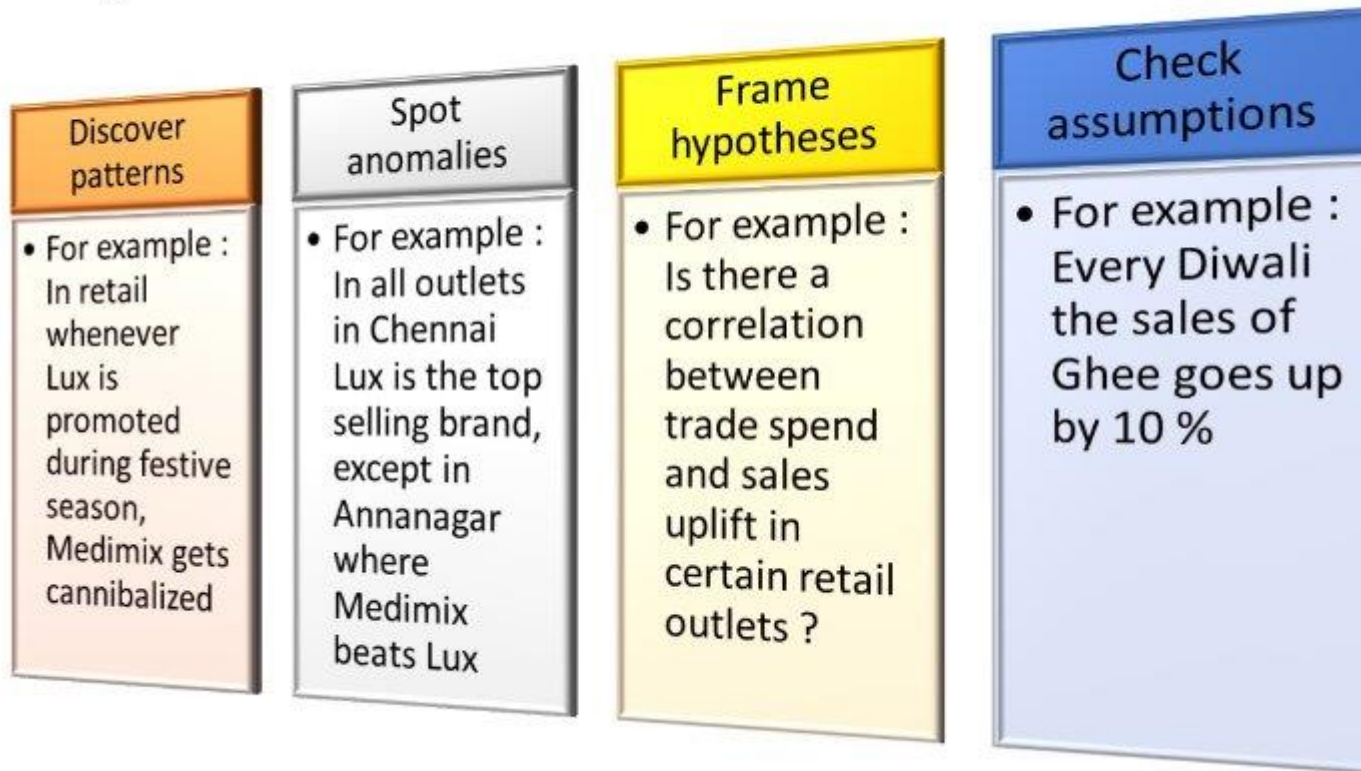 Discover
patterns
• For example :
In retail
whenever
Lux is
promoted
during festive
season,
Medimix gets
cannibalized
Spot
anomalies
• For example :
In all outlets
in Chennai
Lux is the top
selling brand,
except in
Annanagar
where
Medimix
beats Lux
Frame
hypotheses
• For example :
Is there a
correlation
between
trade spend
and sales
uplift in
certain retail
outlets ?
Check
assumptions
• For example :
Every Diwali
the sales of
Ghee goes up
by 10 %